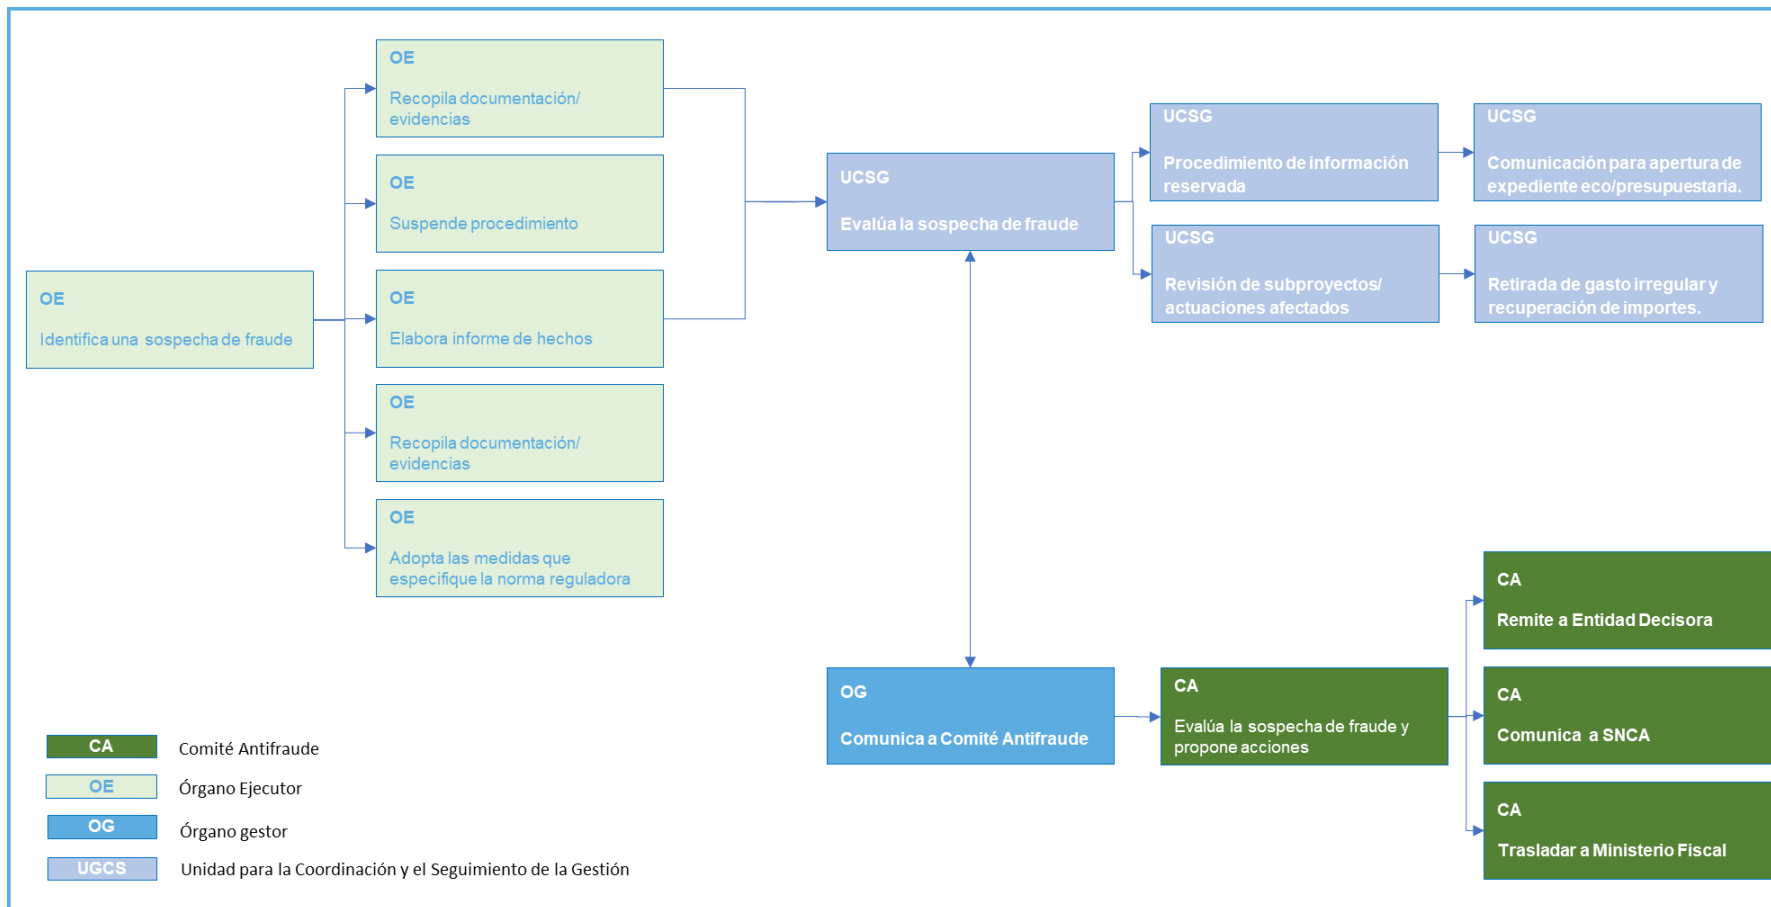 OE
Identifica una sospecha de fraude
OE
Recopila documentación/
evidencias
OE
Suspende procedimiento
OE
Elabora informe de hechos
OE
Recopila documentación/
evidencias
OE
Adopta las medidas que
especifique la norma reguladora
UCSG
Evalúa la sospecha de fraude
UCSG
Procedimiento de información
reservada
UCSG
Comunicación para apertura de
expediente eco/presupuestaria.
UCSG
Revisión de subproyectos/
actuaciones afectados
UCSG
Retirada de gasto irregular y
recuperación de importes.
OG
Comunica a Comité Antifraude
CA
Evalúa la sospecha de fraude y
propone acciones
CA
Remite a Entidad Decisora
CA
Comunica a SNCA
CA
Trasladar a Ministerio Fiscal
CA Comité Antifraude
OE Órgano Ejecutor
OG Órgano gestor
UGCS Unidad para la Coordinación y el Seguimiento de la Gestión